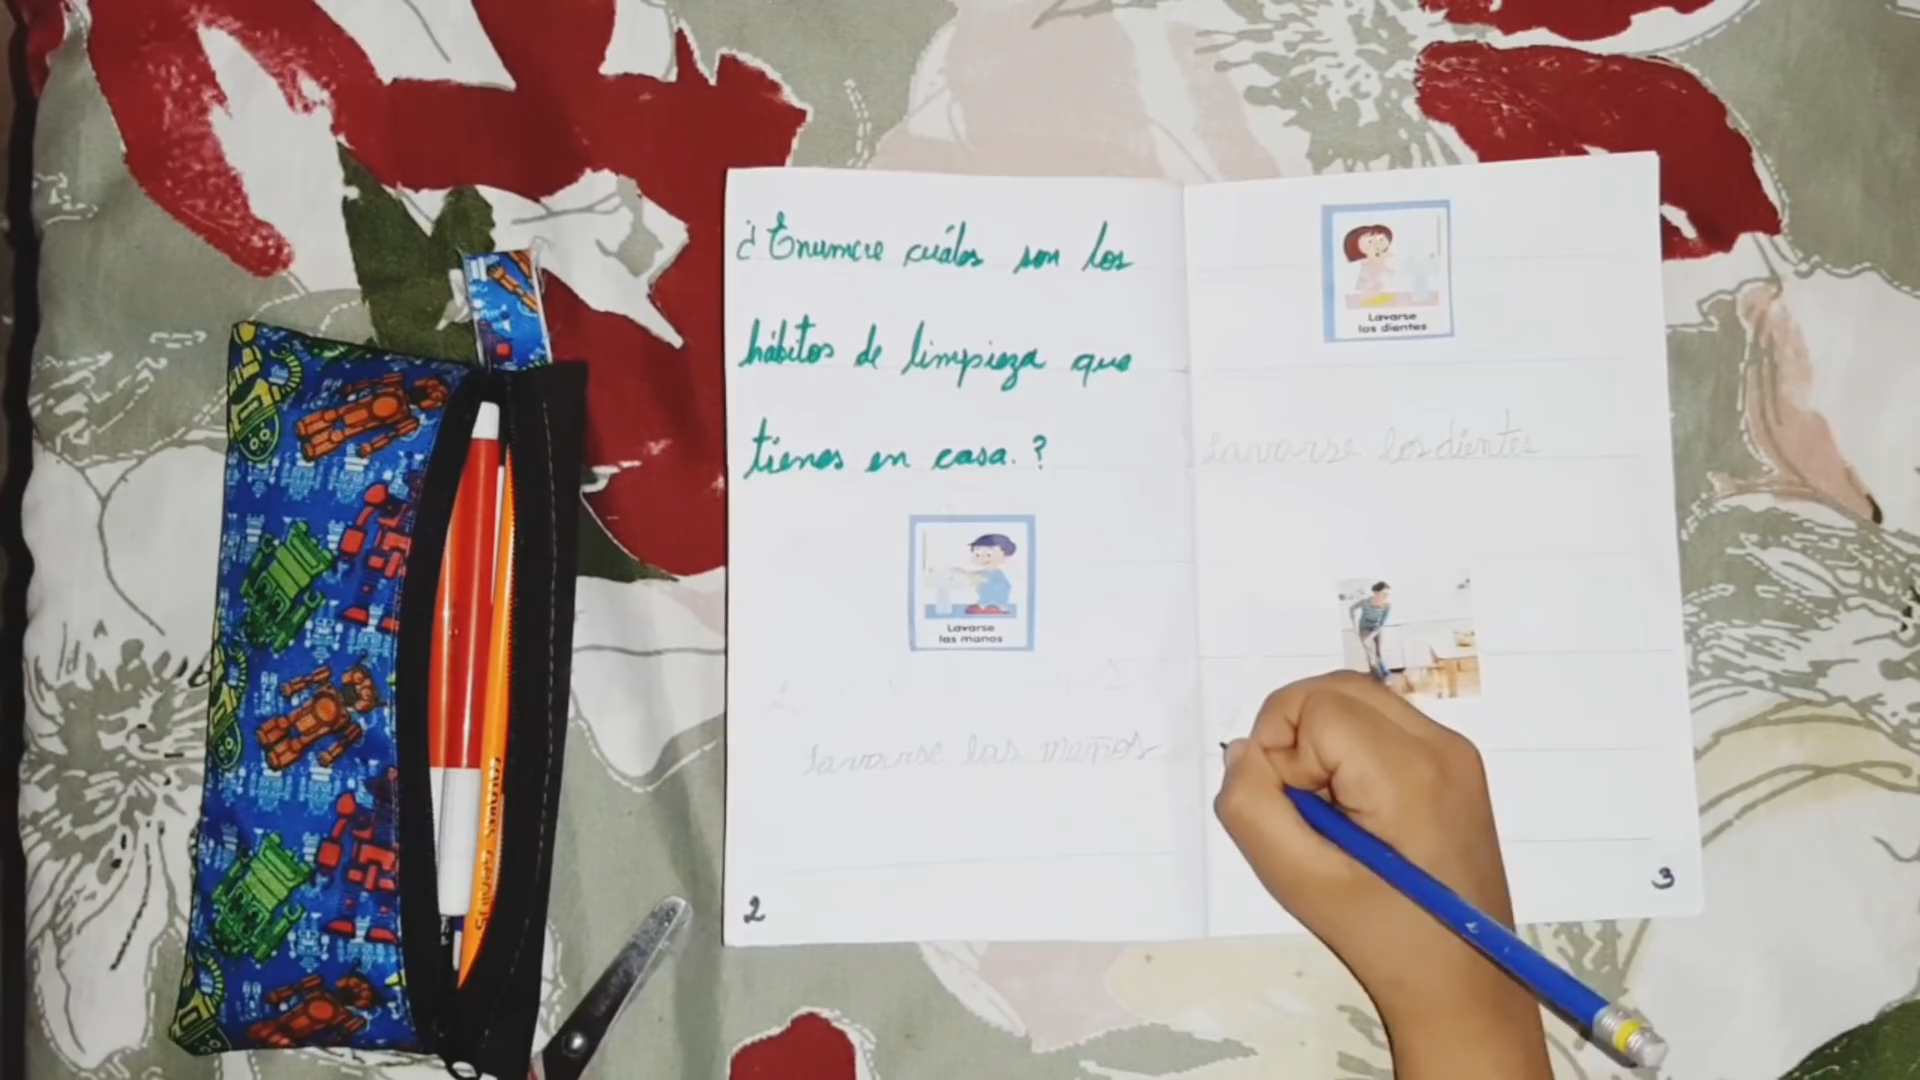 ¿Enumere cuáles son los
hábitos de limpieza que
tienes en casa.?
Lavarse
las manos
Lavarse las manos
2
Lavarse
los dientes
Lavarse los dientes
3